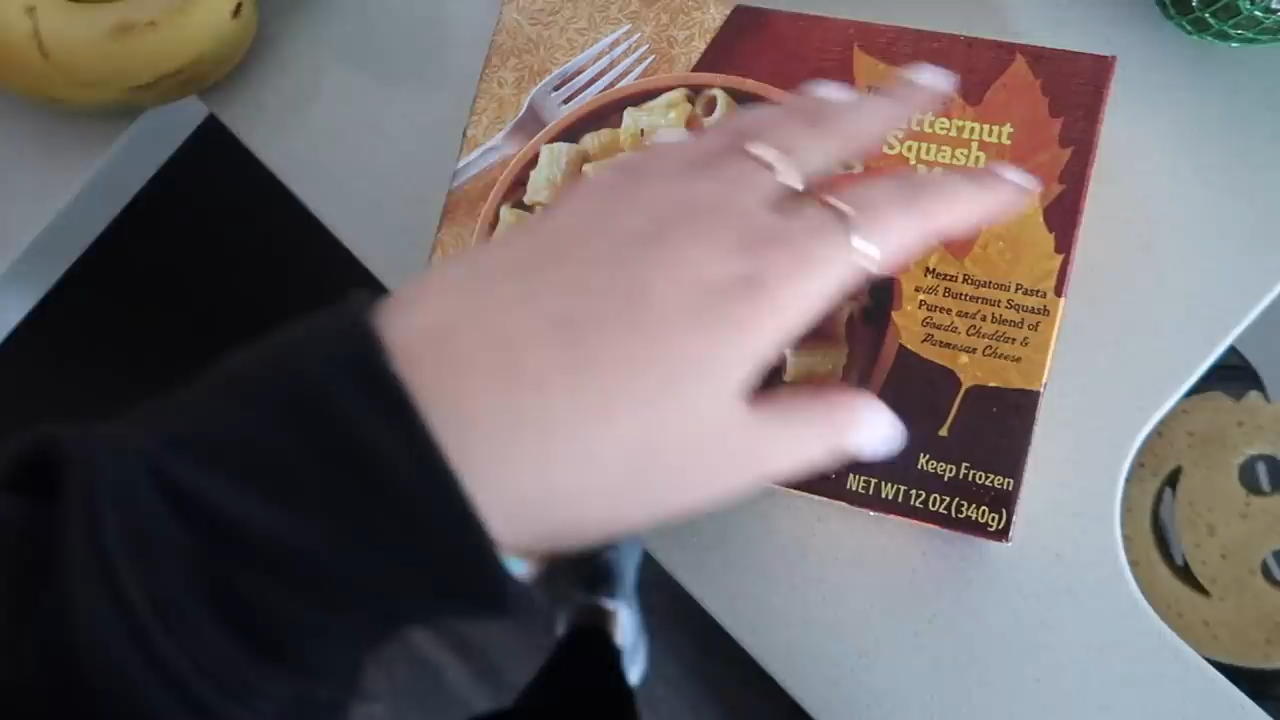 Squash
Mezzi Rigatoni Pasta
with Butternut Squash
Puree and a blend of
Gouda, Cheddar &
Parmesan Cheese
Keep Frozen
NET WT 12 OZ (340g)